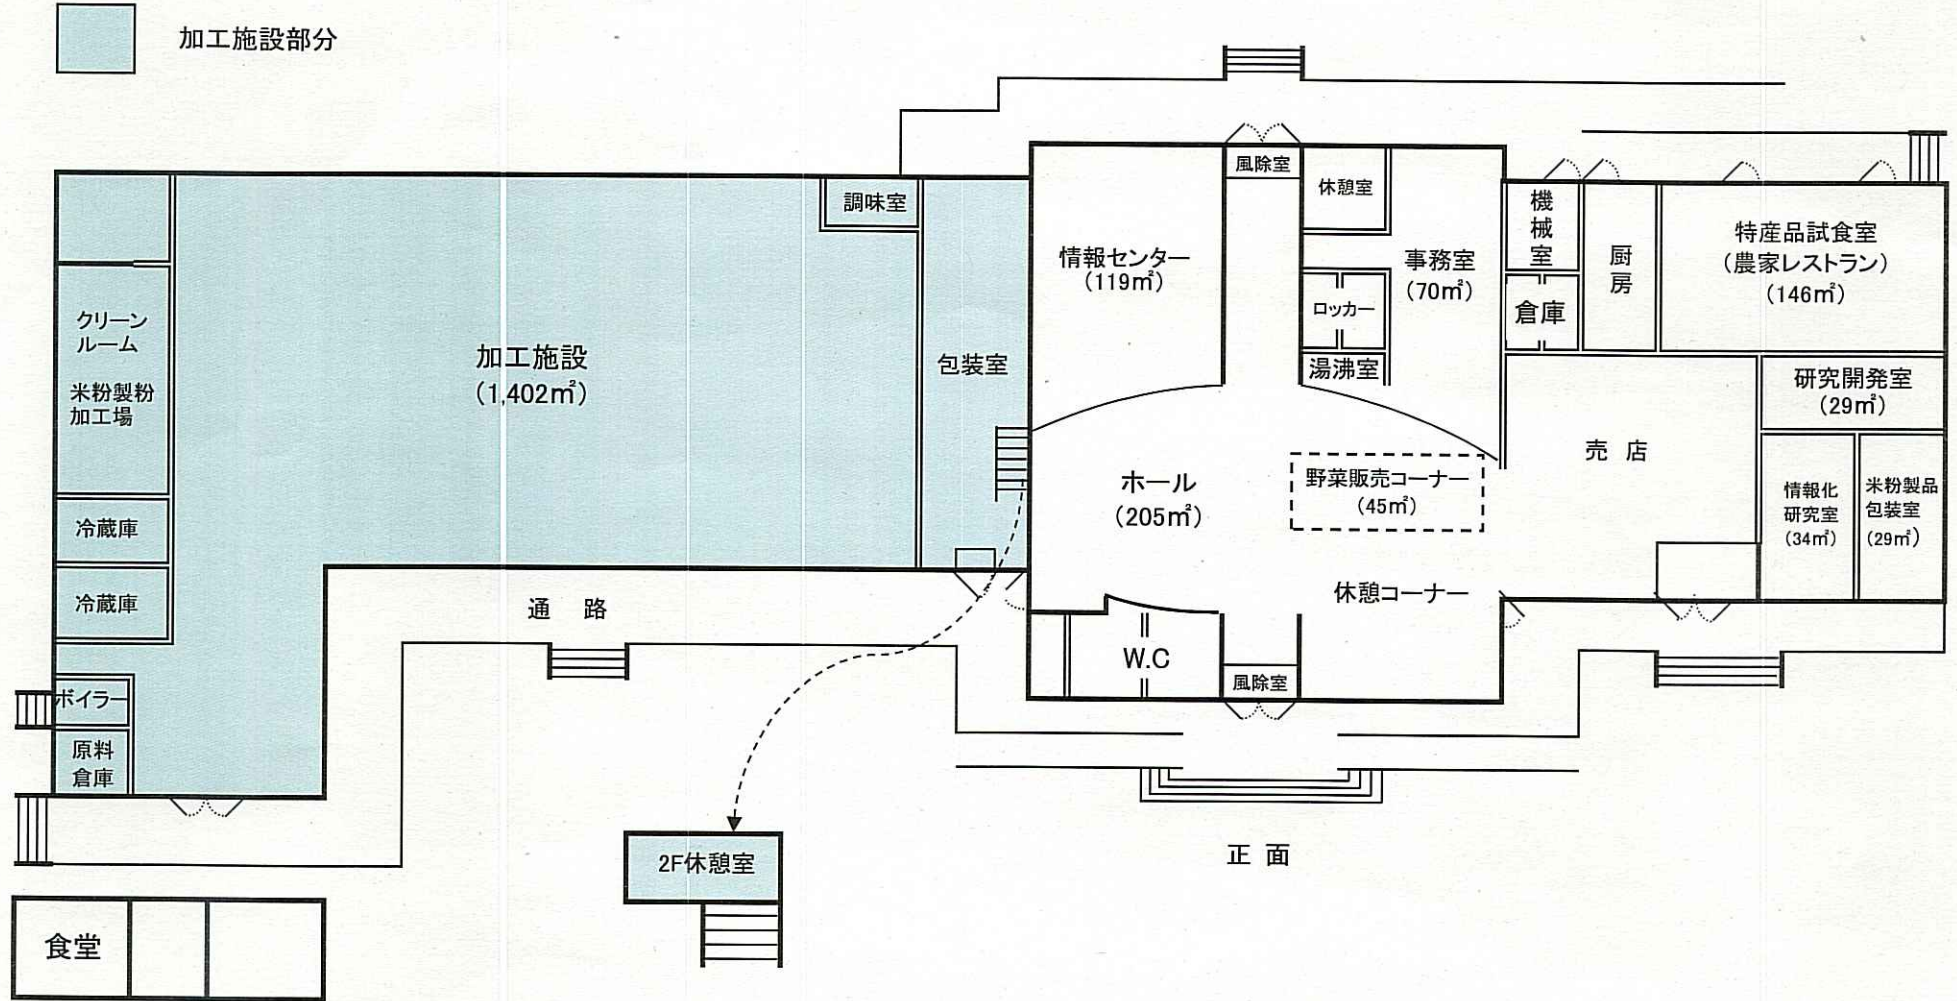 加工施設部分
風除室
休憩室
調味室
機械室
厨房
特産品試食室
(農家レストラン)
(146㎡)
情報センター
(119㎡)
事務室
(70㎡)
ロッカー
倉庫
湯沸室
クリーン
ルーム
米粉製粉
加工場
加工施設
(1,402㎡)
包装室
研究開発室
(29㎡)
売店
ホール
(205㎡)
野菜販売コーナー
(45㎡)
情報化
研究室
(34㎡)
米粉製品
包装室
(29㎡)
冷蔵庫
冷蔵庫
通路
休憩コーナー
W.C
風除室
ボイラー
原料
倉庫
2F休憩室
正面
食堂